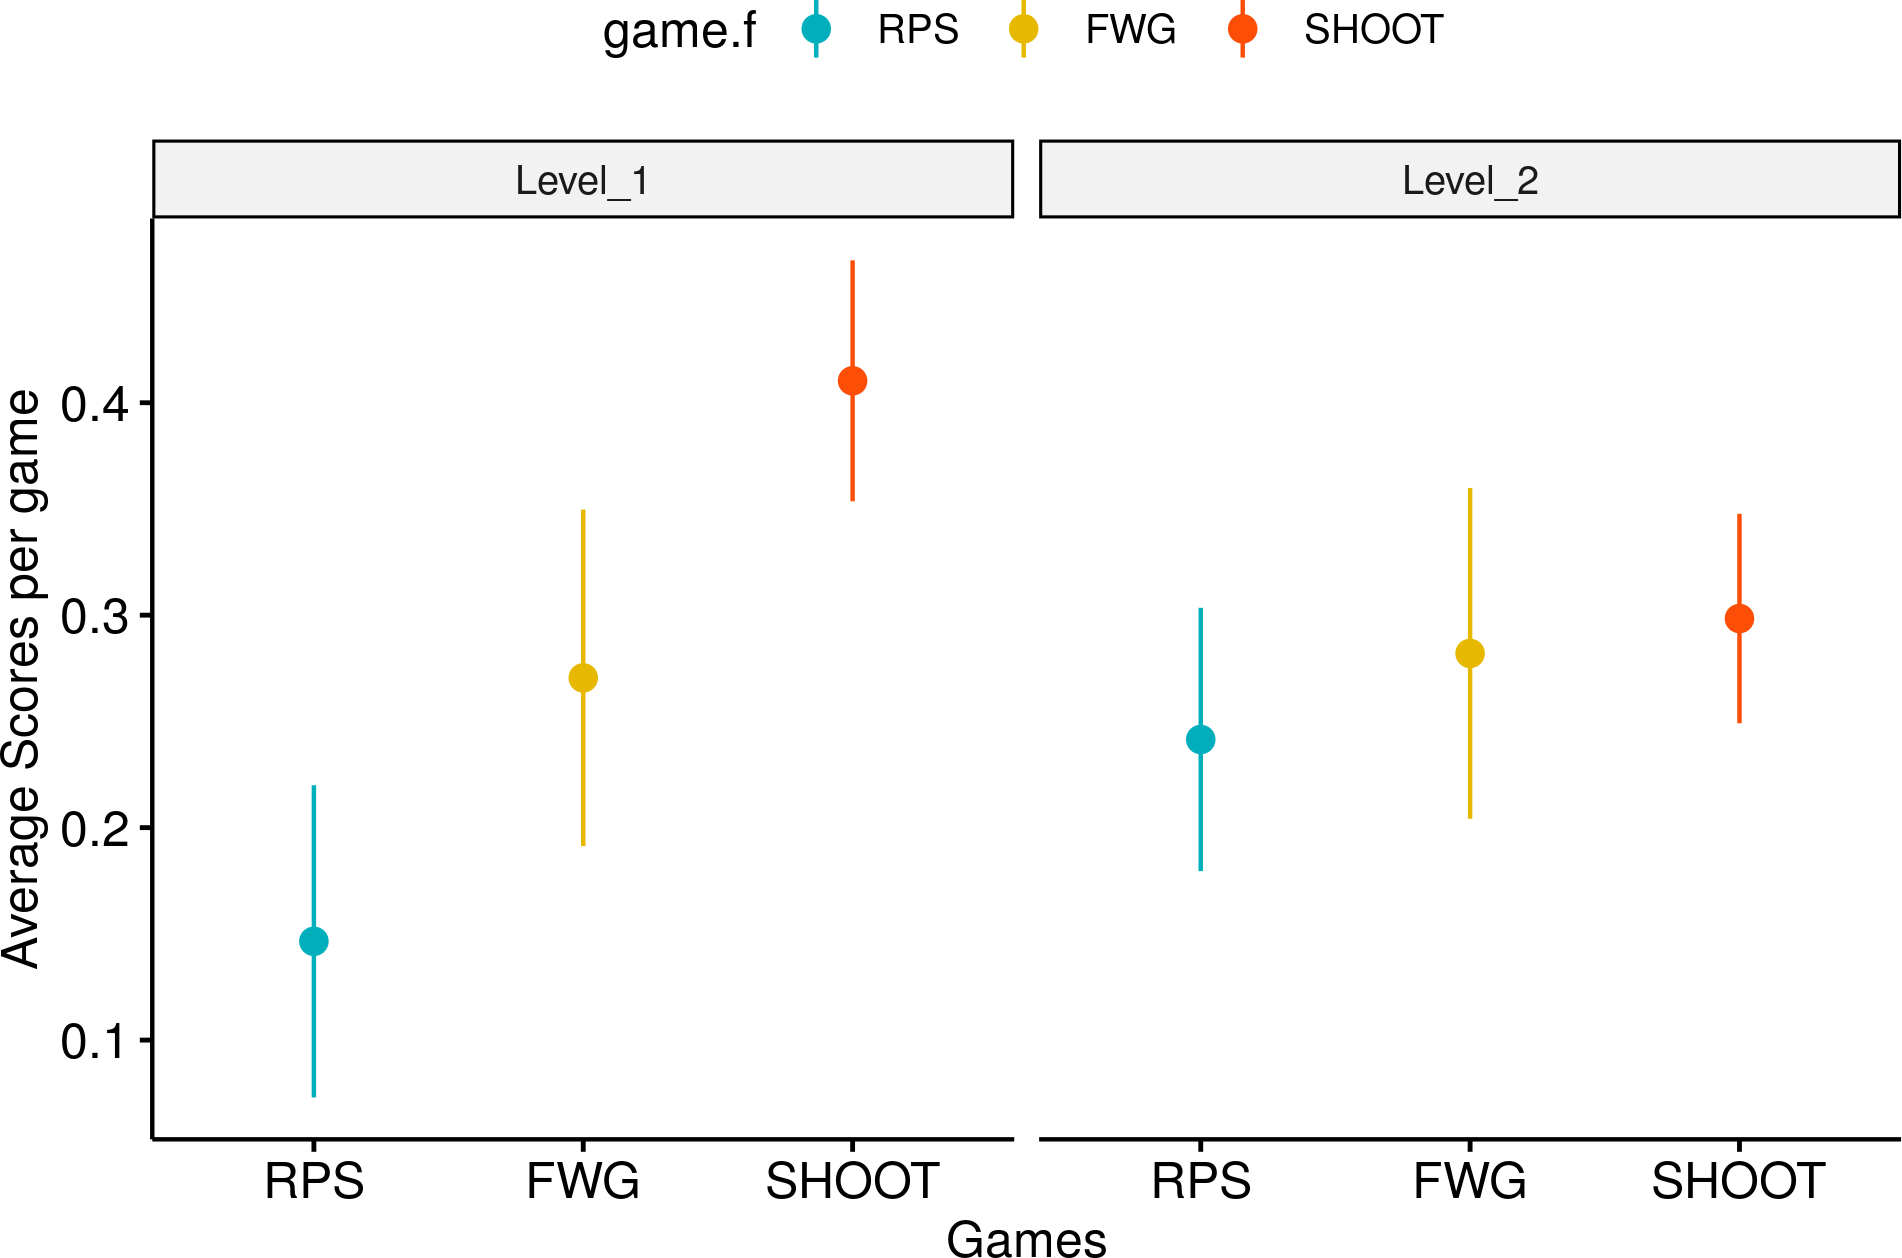 game.f RPS FWG SHOOT
Level_1 Level_2
Average Scores per game
0.4
0.3
0.2
0.1
RPS FWG SHOOT RPS FWG SHOOT
Games